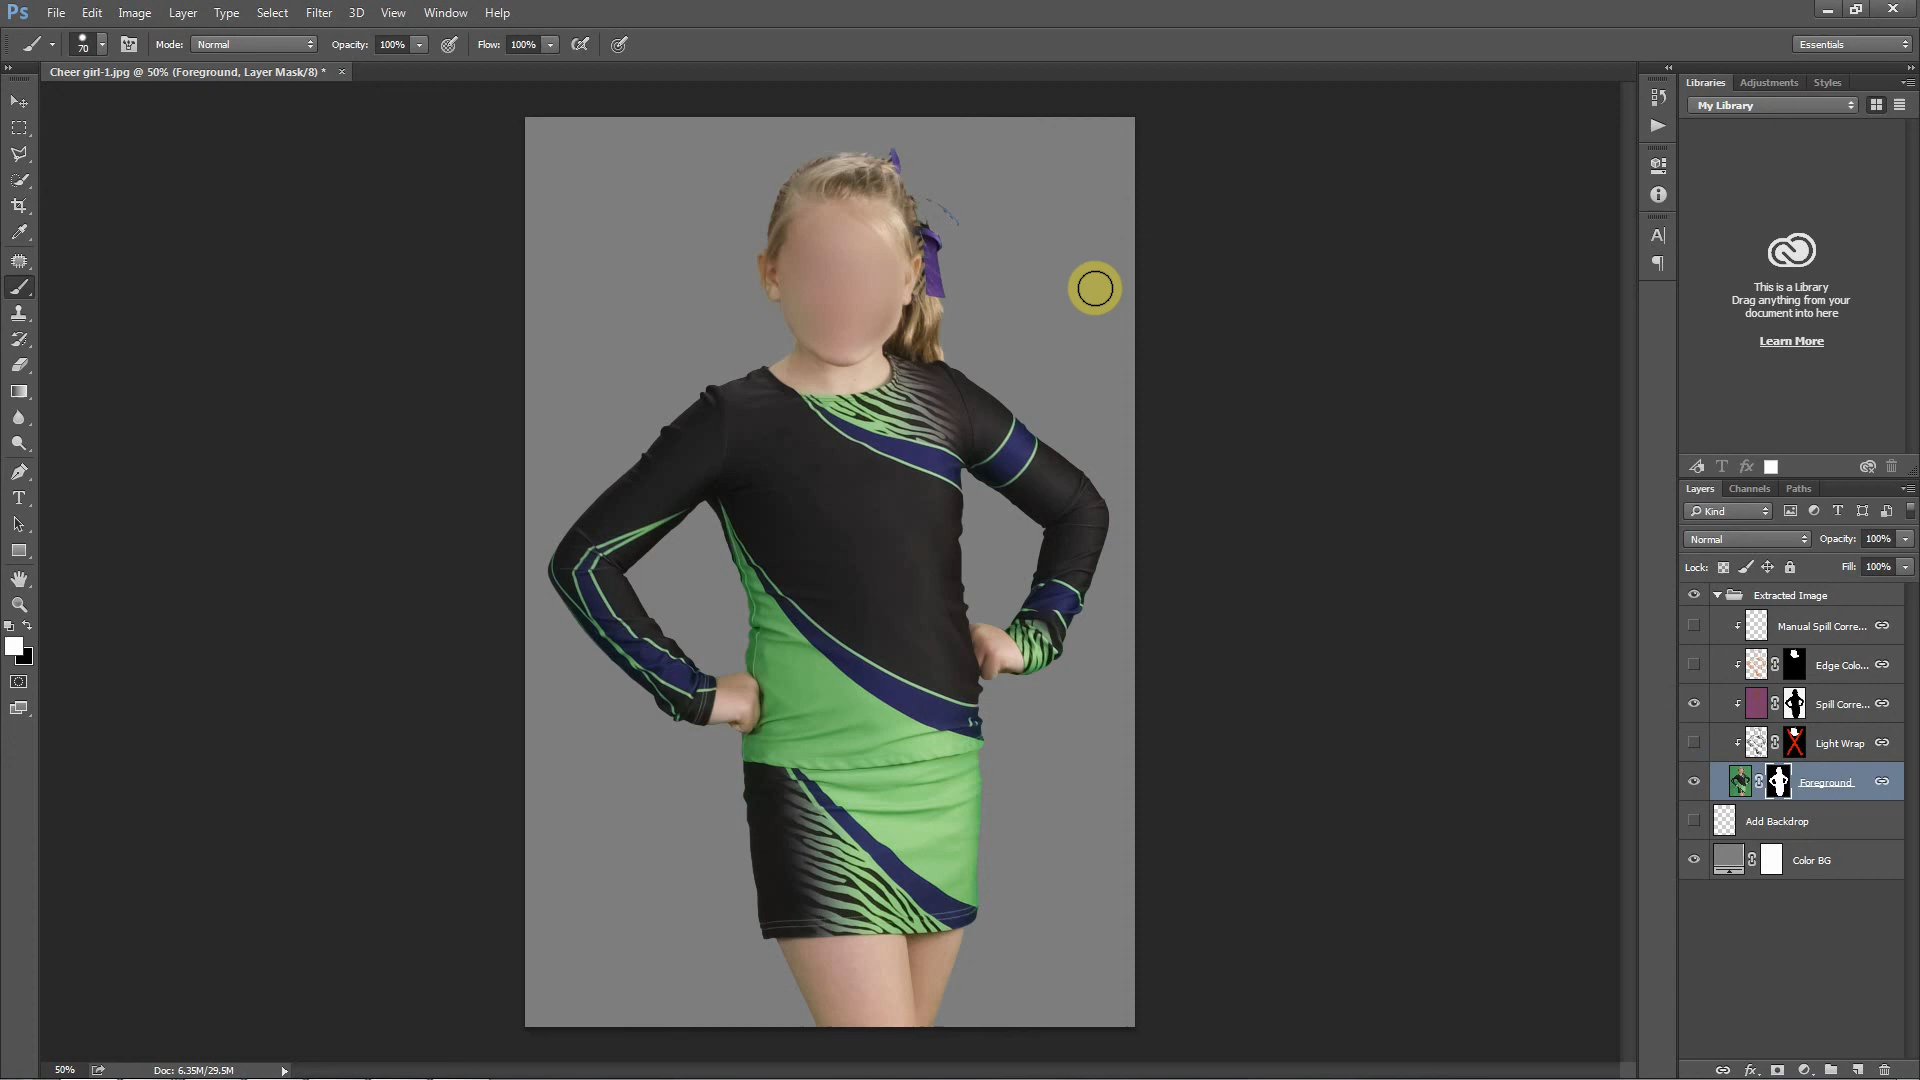 Ps File Edit Image Layer Type Select Filter 3D View Window Help
70 Mode: Normal Opacity: 100% Flow: 100% Essentials
Cheer girl-1.jpg @ 50% (Foreground, Layer Mask/8) * ×
Libraries Adjustments Styles
My Library
This is a Library
Drag anything from your
document into here
Learn More
Layers Channels Paths
Kind
Normal Opacity: 100%
Lock: Fill: 100%
Extracted Image
Manual Spill Corre...
Edge Colo...
Spill Corre...
Light Wrap
Foreground
Add Backdrop
Color BG
50% Doc: 6.35M/29.5M